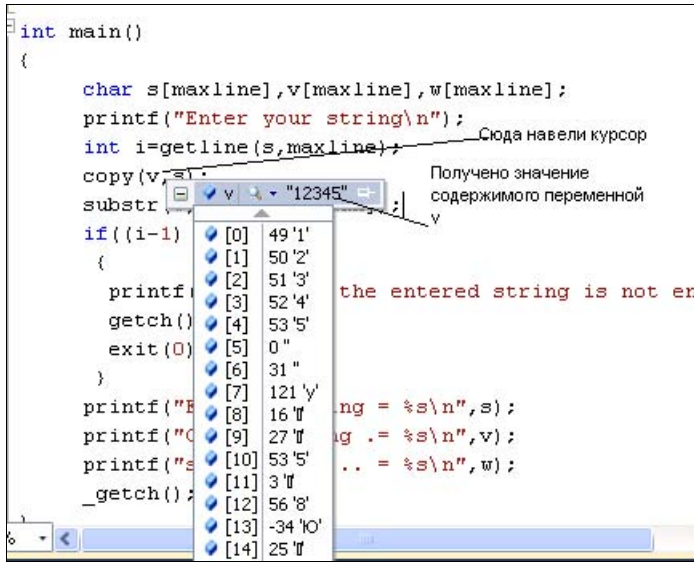 int main()
{
char s[maxline],v[maxline],w[maxline];
printf("Enter your string\n");
Сюда навели курсор
int i=getline(s,maxline);
copy(v,s);
Получено значение
содержимого переменной
v
v "12345"
substr ;
if((i-1)
{
printf( the entered string is not en
getch()
exit(0)
}
printf("E ng = %s\n",s);
printf("C g .= %s\n",v);
printf("s .. = %s\n",w);
_getch();
[0] 49 '1'
[1] 50 '2'
[2] 51 '3'
[3] 52 '4'
[4] 53 '5'
[5] 0 ''
[6] 31 ''
[7] 121 'y'
[8] 16
[9] 27
[10] 53 '5'
[11] 3
[12] 56 '8'
[13] -34 'Ю'
[14] 25
%